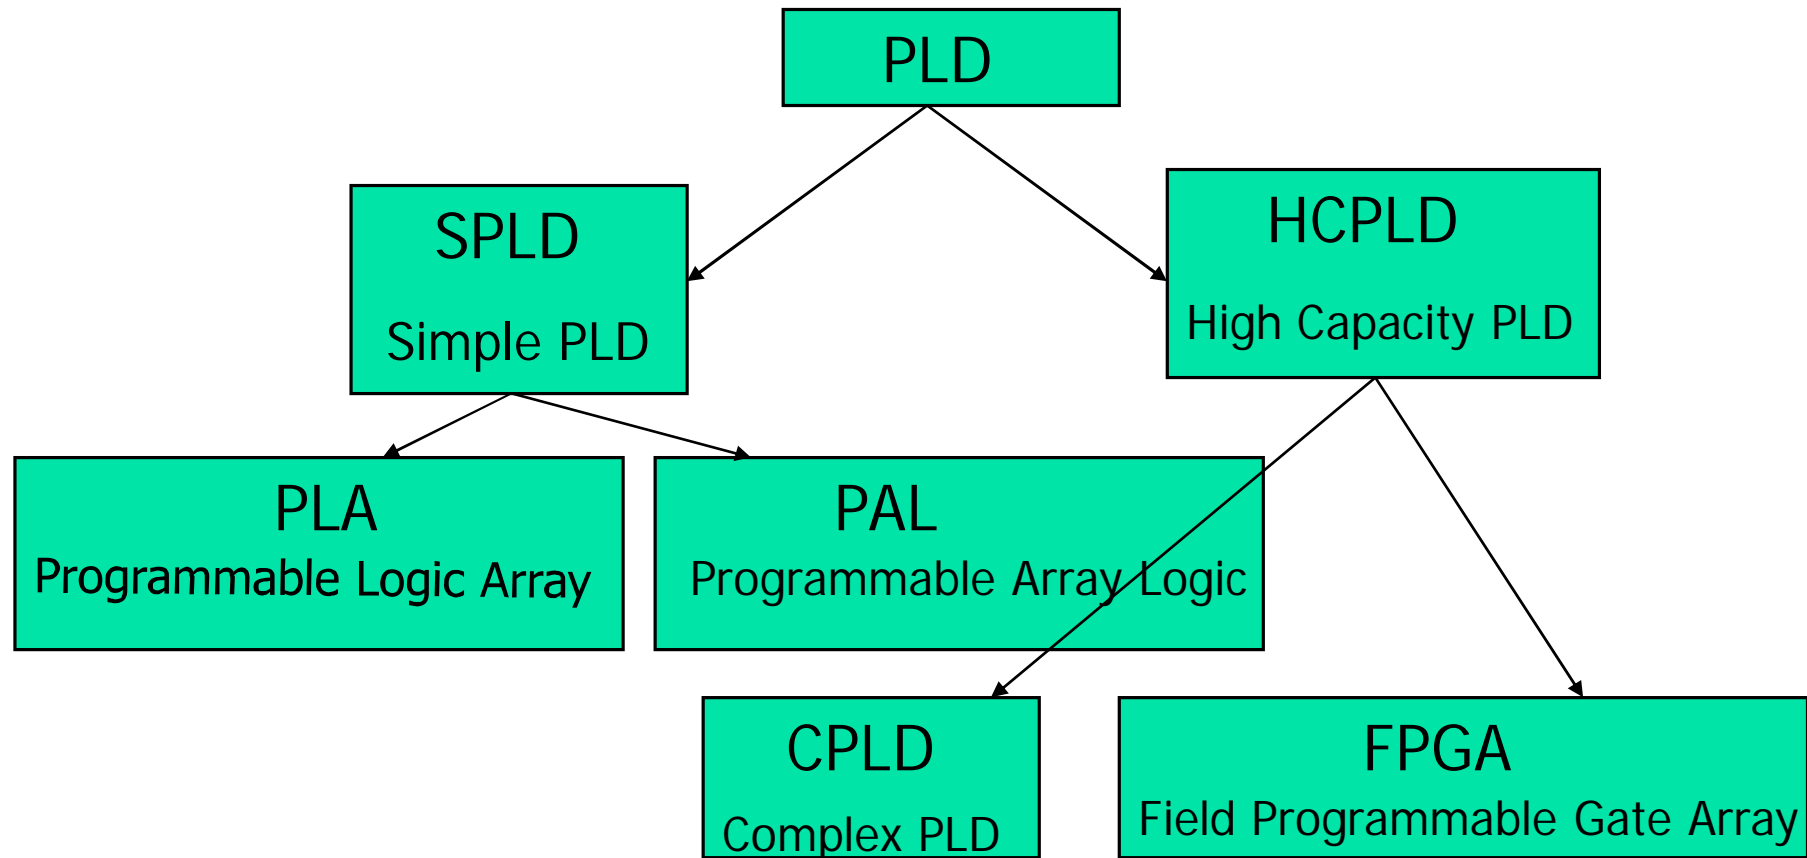 PLD
SPLD
Simple PLD
HCPLD
High Capacity PLD
PLA
Programmable Logic Array
PAL
Programmable Array Logic
CPLD
Complex PLD
FPGA
Field Programmable Gate Array